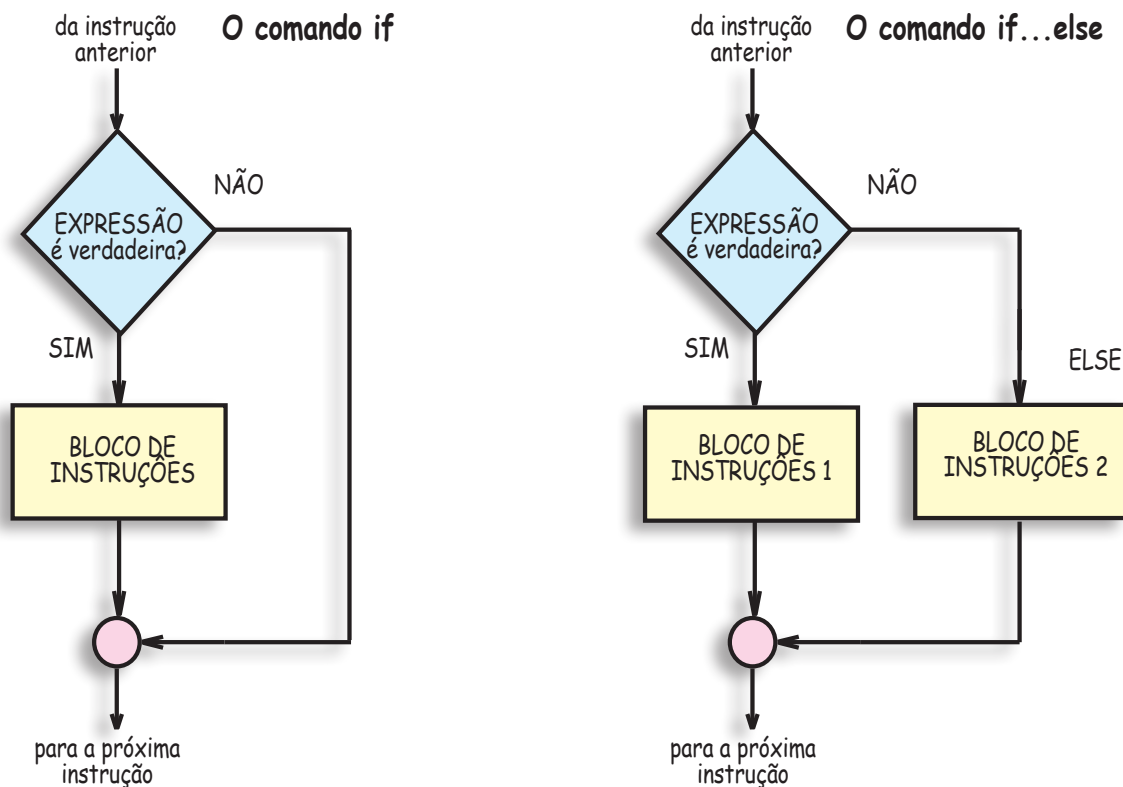 O comando if
da instrução
anterior
NÃO
EXPRESSÃO
é verdadeira?
SIM
BLOCO DE
INSTRUÇÕES
para a próxima
instrução
O comando if...else
da instrução
anterior
NÃO
EXPRESSÃO
é verdadeira?
SIM
ELSE
BLOCO DE
INSTRUÇÕES 1
BLOCO DE
INSTRUÇÕES 2
para a próxima
instrução